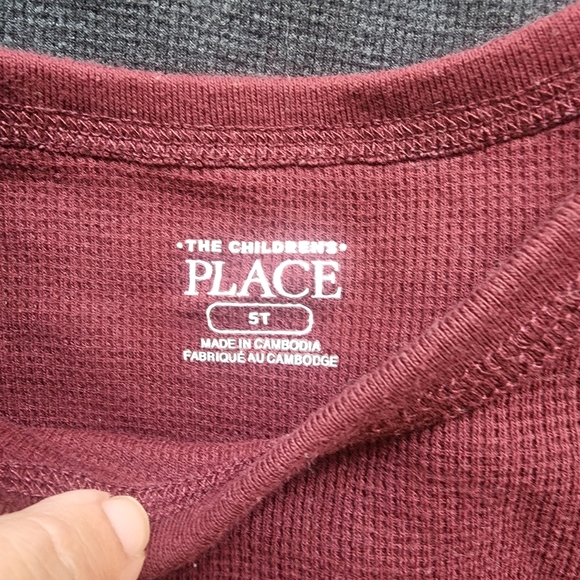 •THE CHILDREN'S•
PLACE
5T
MADE IN CAMBODIA
FABRIQUÉ AU CAMBODGE